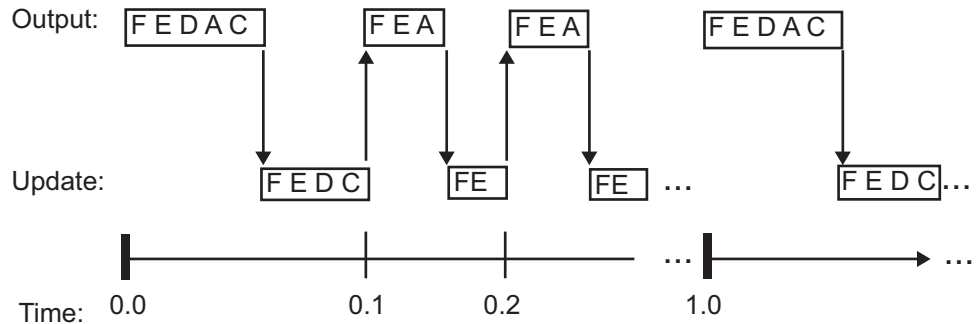 Output: F E D A C F E A F E A F E D A C
Update: F E D C FE FE ... F E D C ...
... ...
Time: 0.0 0.1 0.2 1.0